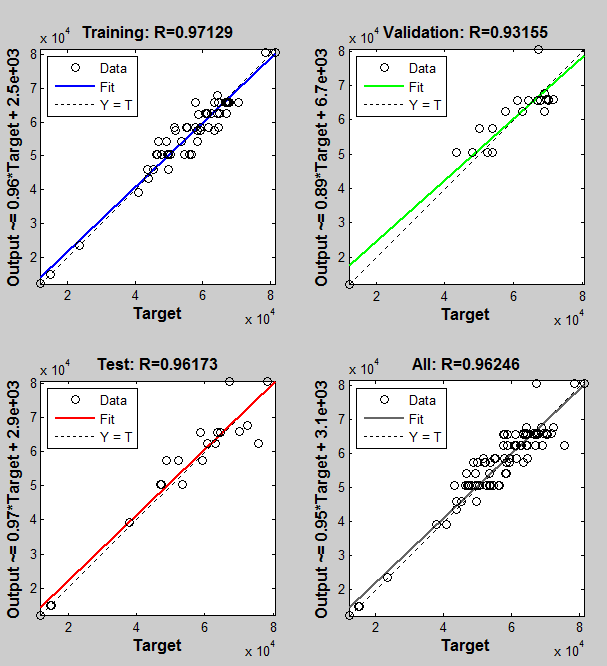 Training: R=0.97129
x 10^4
8
7
6
5
4
3
2
2 4 6 8
x 10^4
Data
Fit
Y = T
Output ~= 0.96*Target + 2.5e+03
Target
Validation: R=0.93155
x 10^4
8
7
6
5
4
3
2
2 4 6 8
x 10^4
Data
Fit
Y = T
Output ~= 0.89*Target + 6.7e+03
Target
Test: R=0.96173
x 10^4
8
7
6
5
4
3
2
2 4 6 8
x 10^4
Data
Fit
Y = T
Output ~= 0.97*Target + 2.9e+03
Target
All: R=0.96246
x 10^4
8
7
6
5
4
3
2
2 4 6 8
x 10^4
Data
Fit
Y = T
Output ~= 0.95*Target + 3.1e+03
Target